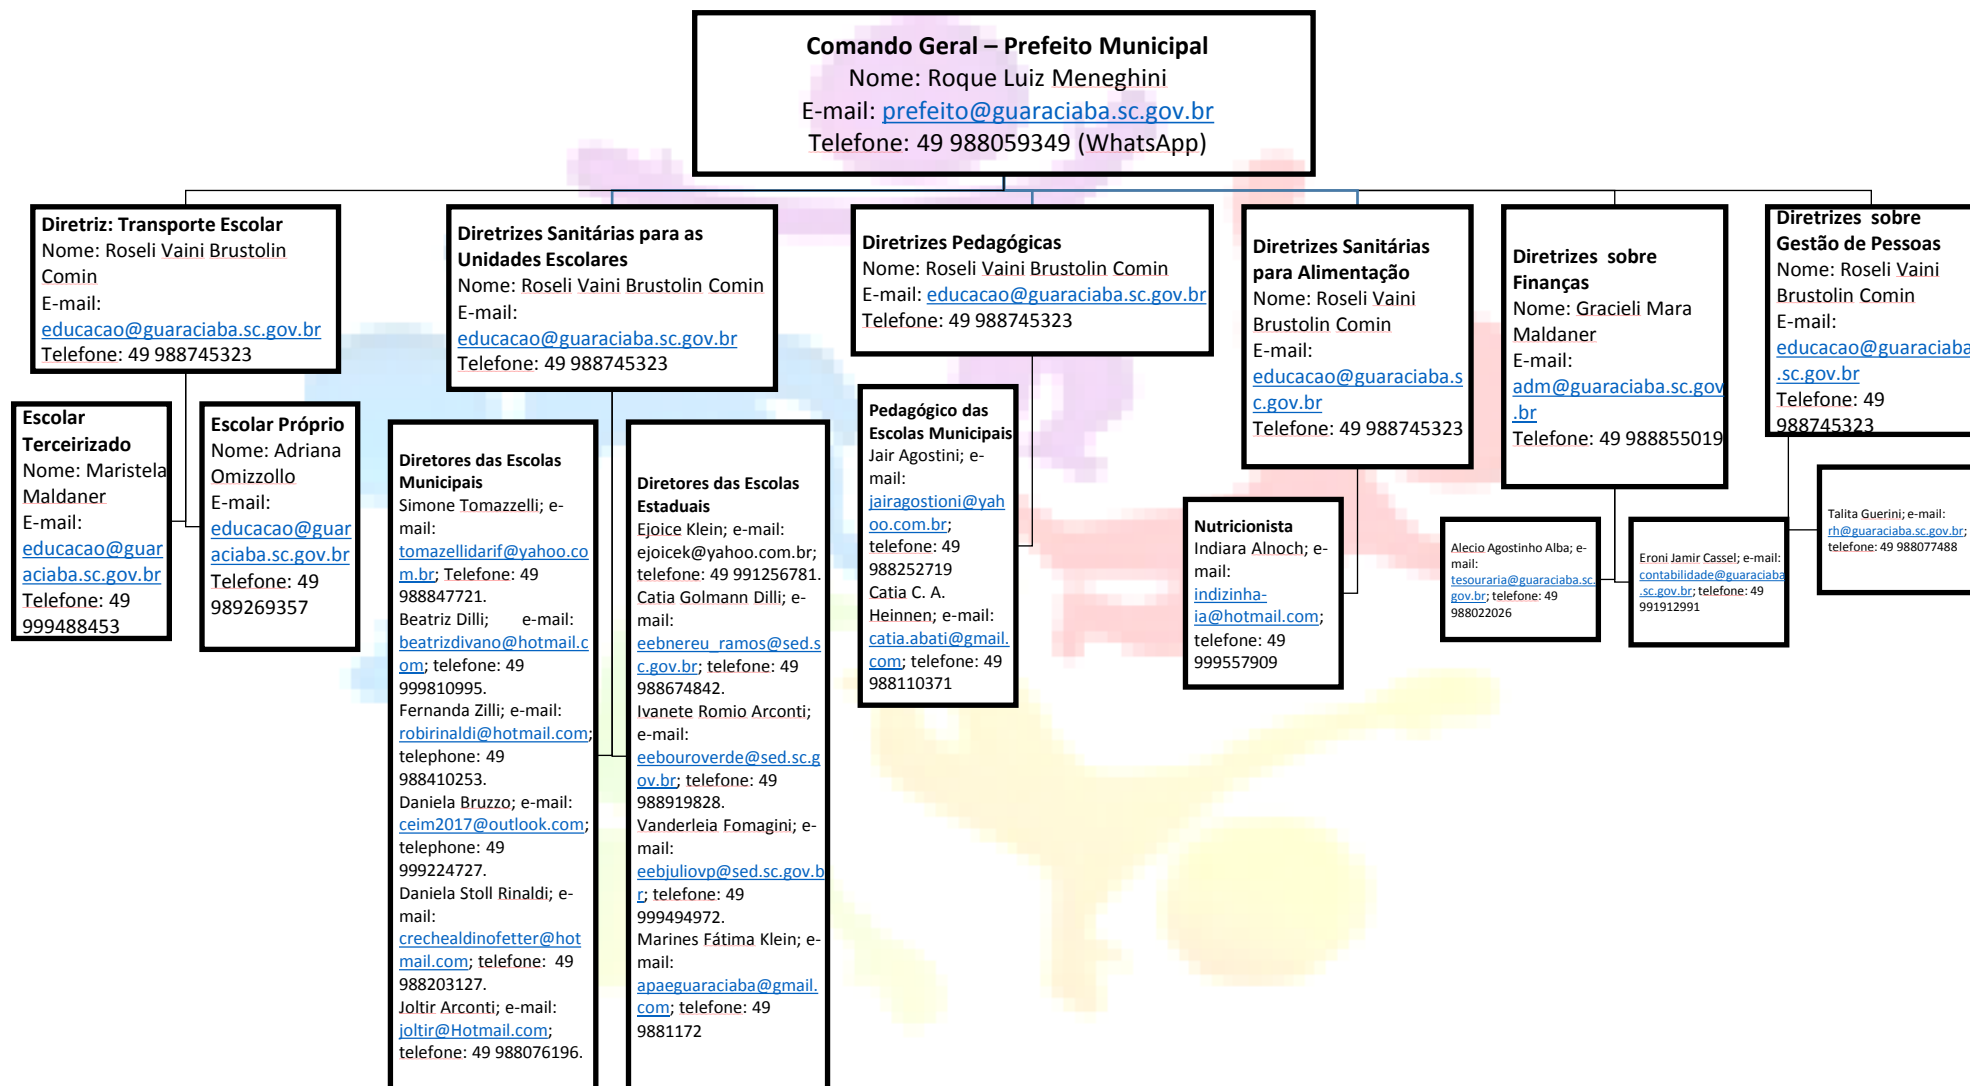 Comando Geral – Prefeito Municipal
Nome: Roque Luiz Meneghini
E-mail: prefeito@guaraciaba.sc.gov.br
Telefone: 49 988059349 (WhatsApp)
Diretriz: Transporte Escolar
Nome: Roseli Vaini Brustolin
Comin
E-mail:
educacao@guaraciaba.sc.gov.br
Telefone: 49 988745323
Diretrizes Sanitárias para as
Unidades Escolares
Nome: Roseli Vaini Brustolin Comin
E-mail:
educacao@guaraciaba.sc.gov.br
Telefone: 49 988745323
Diretrizes Pedagógicas
Nome: Roseli Vaini Brustolin Comin
E-mail: educacao@guaraciaba.sc.gov.br
Telefone: 49 988745323
Diretrizes Sanitárias
para Alimentação
Nome: Roseli Vaini
Brustolin Comin
E-mail:
educacao@guaraciaba.s
c.gov.br
Telefone: 49 988745323
Diretrizes  sobre
Finanças
Nome: Gracieli Mara
Maldaner
E-mail:
adm@guaraciaba.sc.gov
.br
Telefone: 49 988855019
Diretrizes  sobre
Gestão de Pessoas
Nome: Roseli Vaini
Brustolin Comin
E-mail:
educacao@guaraciaba
.sc.gov.br
Telefone: 49
988745323
Escolar
Terceirizado
Nome: Maristela
Maldaner
E-mail:
educacao@guar
aciaba.sc.gov.br
Telefone: 49
999488453
Escolar Próprio
Nome: Adriana
Omizzollo
E-mail:
educacao@guar
aciaba.sc.gov.br
Telefone: 49
989269357
Diretores das Escolas
Municipais
Simone Tomazzelli; e-
mail:
tomazellidarif@yahoo.co
m.br; Telefone: 49
988847721.
Beatriz Dilli; e-mail:
beatrizdivano@hotmail.c
om; telefone: 49
999810995.
Fernanda Zilli; e-mail:
robirinaldi@hotmail.com;
telephone: 49
988410253.
Daniela Bruzzo; e-mail:
ceim2017@outlook.com;
telephone: 49
999224727.
Daniela Stoll Rinaldi; e-
mail:
crechealdinofetter@hot
mail.com; telefone:  49
988203127.
Joltir Arconti; e-mail:
joltir@Hotmail.com;
telefone: 49 988076196.
Diretores das Escolas
Estaduais
Ejoice Klein; e-mail:
ejoicek@yahoo.com.br;
telefone: 49 991256781.
Catia Golmann Dilli; e-
mail:
eebnereu_ramos@sed.s
c.gov.br; telefone: 49
988674842.
Ivanete Romio Arconti;
e-mail:
eebouroverde@sed.sc.g
ov.br; telefone: 49
988919828.
Vanderleia Fomagini; e-
mail:
eebjuliovp@sed.sc.gov.b
r; telefone: 49
999494972.
Marines Fátima Klein; e-
mail:
apaeguaraciaba@gmail.
com; telefone: 49
9881172
Pedagógico das
Escolas Municipais
Jair Agostini; e-
mail:
jairagostioni@yah
oo.com.br;
telefone: 49
988252719
Catia C. A.
Heinnen; e-mail:
catia.abati@gmail.
com; telefone: 49
988110371
Nutricionista
Indiara Alnoch; e-
mail:
indizinha-
ia@hotmail.com;
telefone: 49
999557909
Alecio Agostinho Alba; e-
mail:
tesouraria@guaraciaba.sc.
gov.br; telefone: 49
988022026
Eroni Jamir Cassel; e-mail:
contabilidade@guaraciaba
.sc.gov.br; telefone: 49
991912991
Talita Guerini; e-mail:
rh@guaraciaba.sc.gov.br;
telefone: 49 988077488